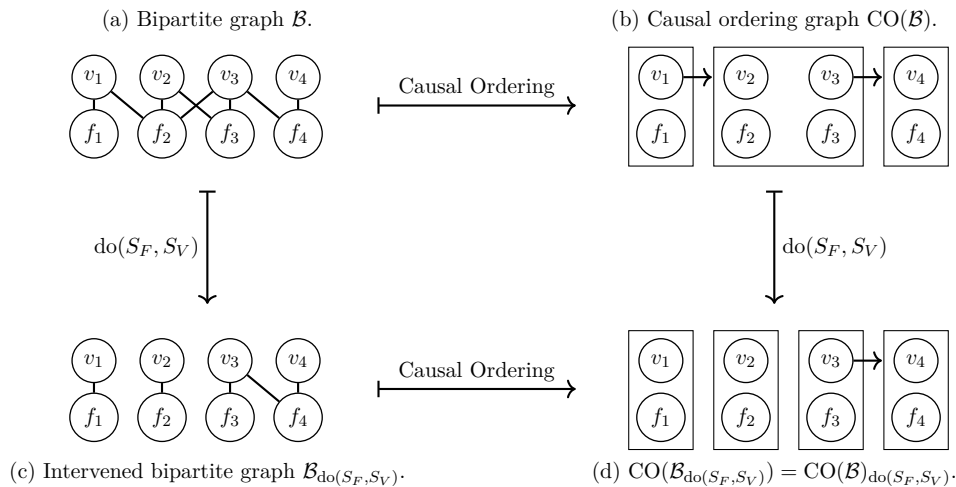 (a) Bipartite graph ℬ.
(b) Causal ordering graph CO(ℬ).
v₁ v₂ v₃ v₄
f₁ f₂ f₃ f₄
Causal Ordering
v₁ v₂ v₃ v₄
f₁ f₂ f₃ f₄
do(S_F, S_V)
do(S_F, S_V)
v₁ v₂ v₃ v₄
f₁ f₂ f₃ f₄
Causal Ordering
v₁ v₂ v₃ v₄
f₁ f₂ f₃ f₄
(c) Intervened bipartite graph ℬ_do(S_F,S_V).
(d) CO(ℬ_do(S_F,S_V)) = CO(ℬ)_do(S_F,S_V).